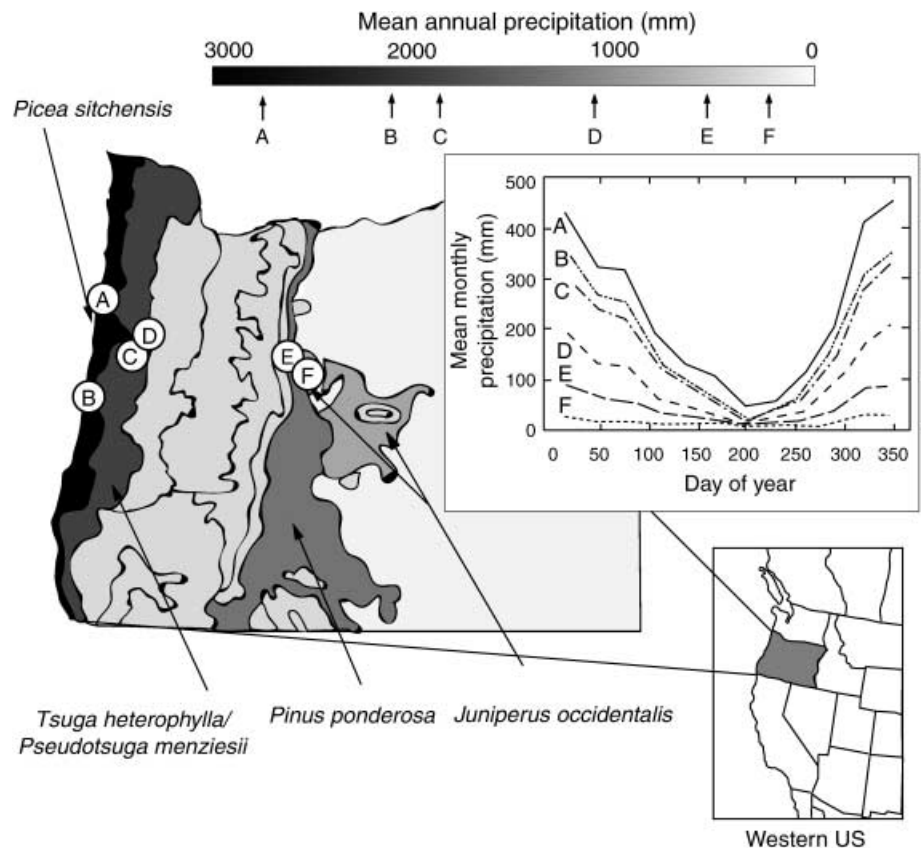 Mean annual precipitation (mm)
3000 2000 1000 0
A B C D E F
Picea sitchensis
A
B
C
D
E
F
Mean monthly
precipitation (mm)
500
400
300
200
100
0
A
B
C
D
E
F
0 50 100 150 200 250 300 350
Day of year
Tsuga heterophylla/
Pseudotsuga menziesii
Pinus ponderosa
Juniperus occidentalis
Western US